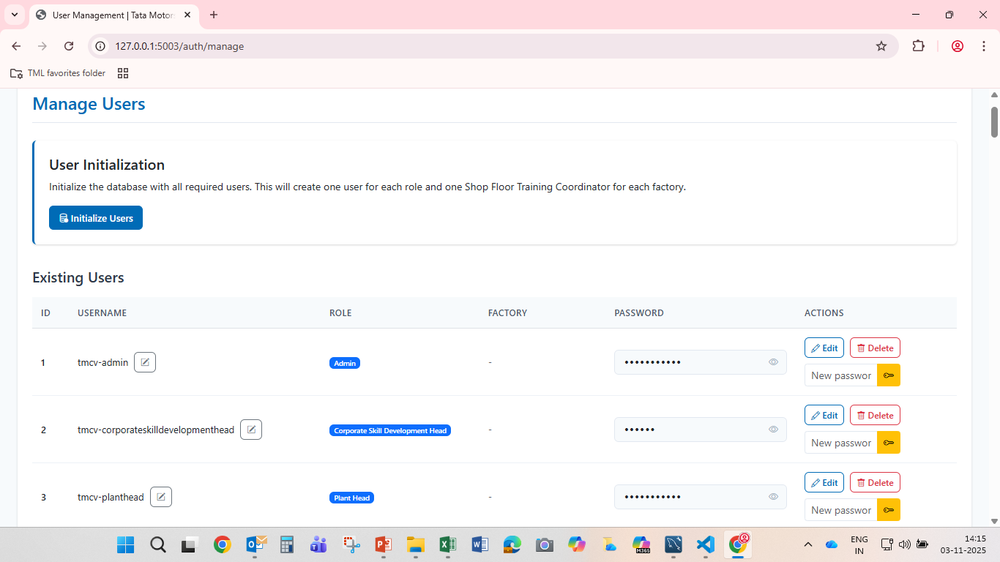 User Management | Tata Motor
127.0.0.1:5003/auth/manage
TML favorites folder
Manage Users
User Initialization
Initialize the database with all required users. This will create one user for each role and one Shop Floor Training Coordinator for each factory.
Initialize Users
Existing Users
ID USERNAME ROLE FACTORY PASSWORD ACTIONS
1 tmcv-admin Admin - ••••••••••• Edit Delete
New passwor
2 tmcv-corporateskilldevelopmenthead Corporate Skill Development Head - •••••• Edit Delete
New passwor
3 tmcv-planthead Plant Head - ••••••••••• Edit Delete
New passwor
M365
ENG
IN
14:15
03-11-2025